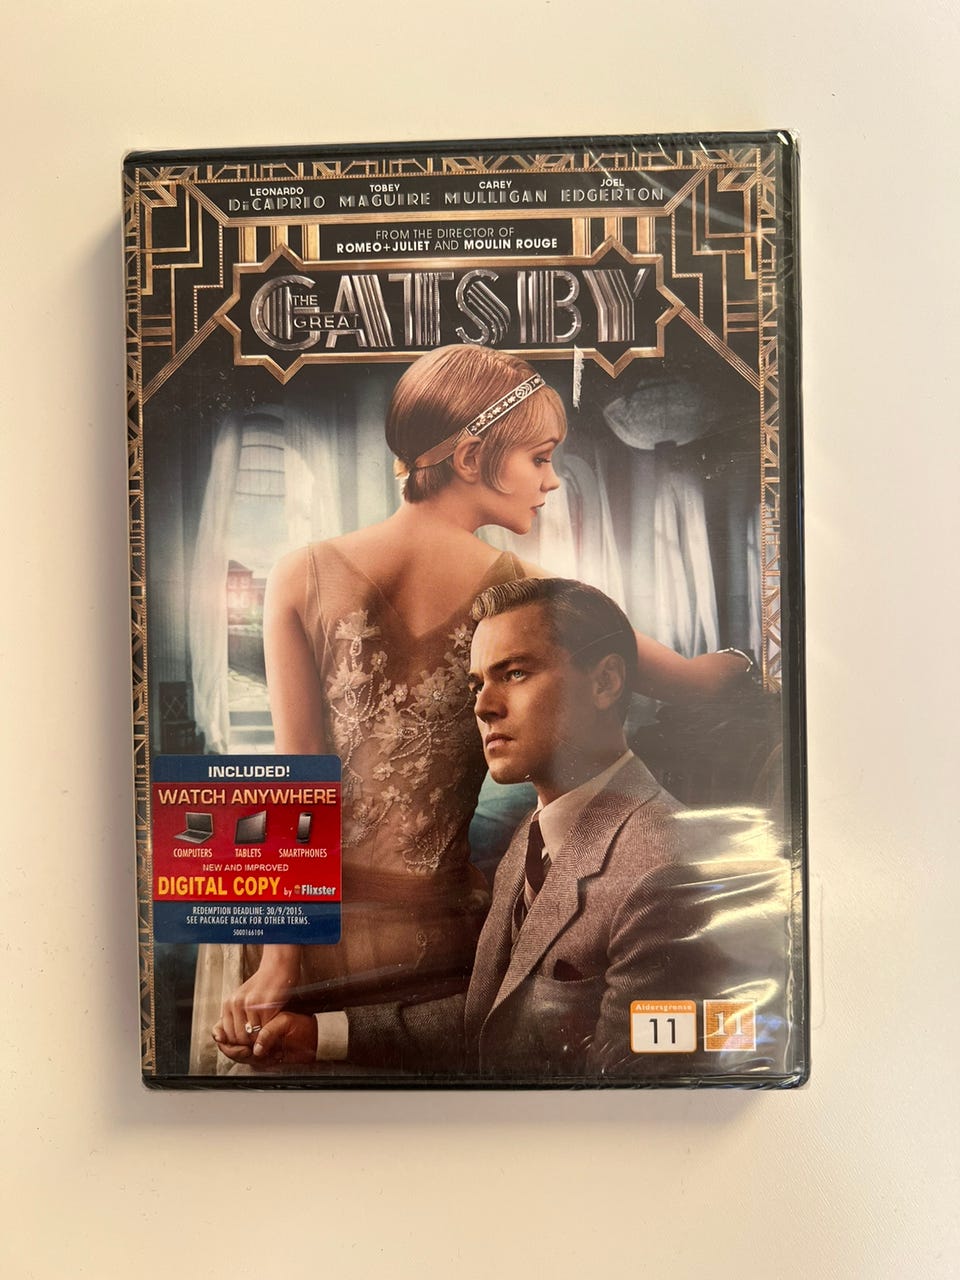 LEONARDO TOBEY CAREY JOEL
DiCAPRIO MAGUIRE MULLIGAN EDGERTON
FROM THE DIRECTOR OF
ROMEO+JULIET AND MOULIN ROUGE
THE
GREAT
GATSBY
INCLUDED!
WATCH ANYWHERE
COMPUTERS TABLETS SMARTPHONES
NEW AND IMPROVED
DIGITAL COPY by Flixster
REDEMPTION DEADLINE: 30/9/2015.
SEE PACKAGE BACK FOR OTHER TERMS.
5000166104
Aldersgrense
11
11